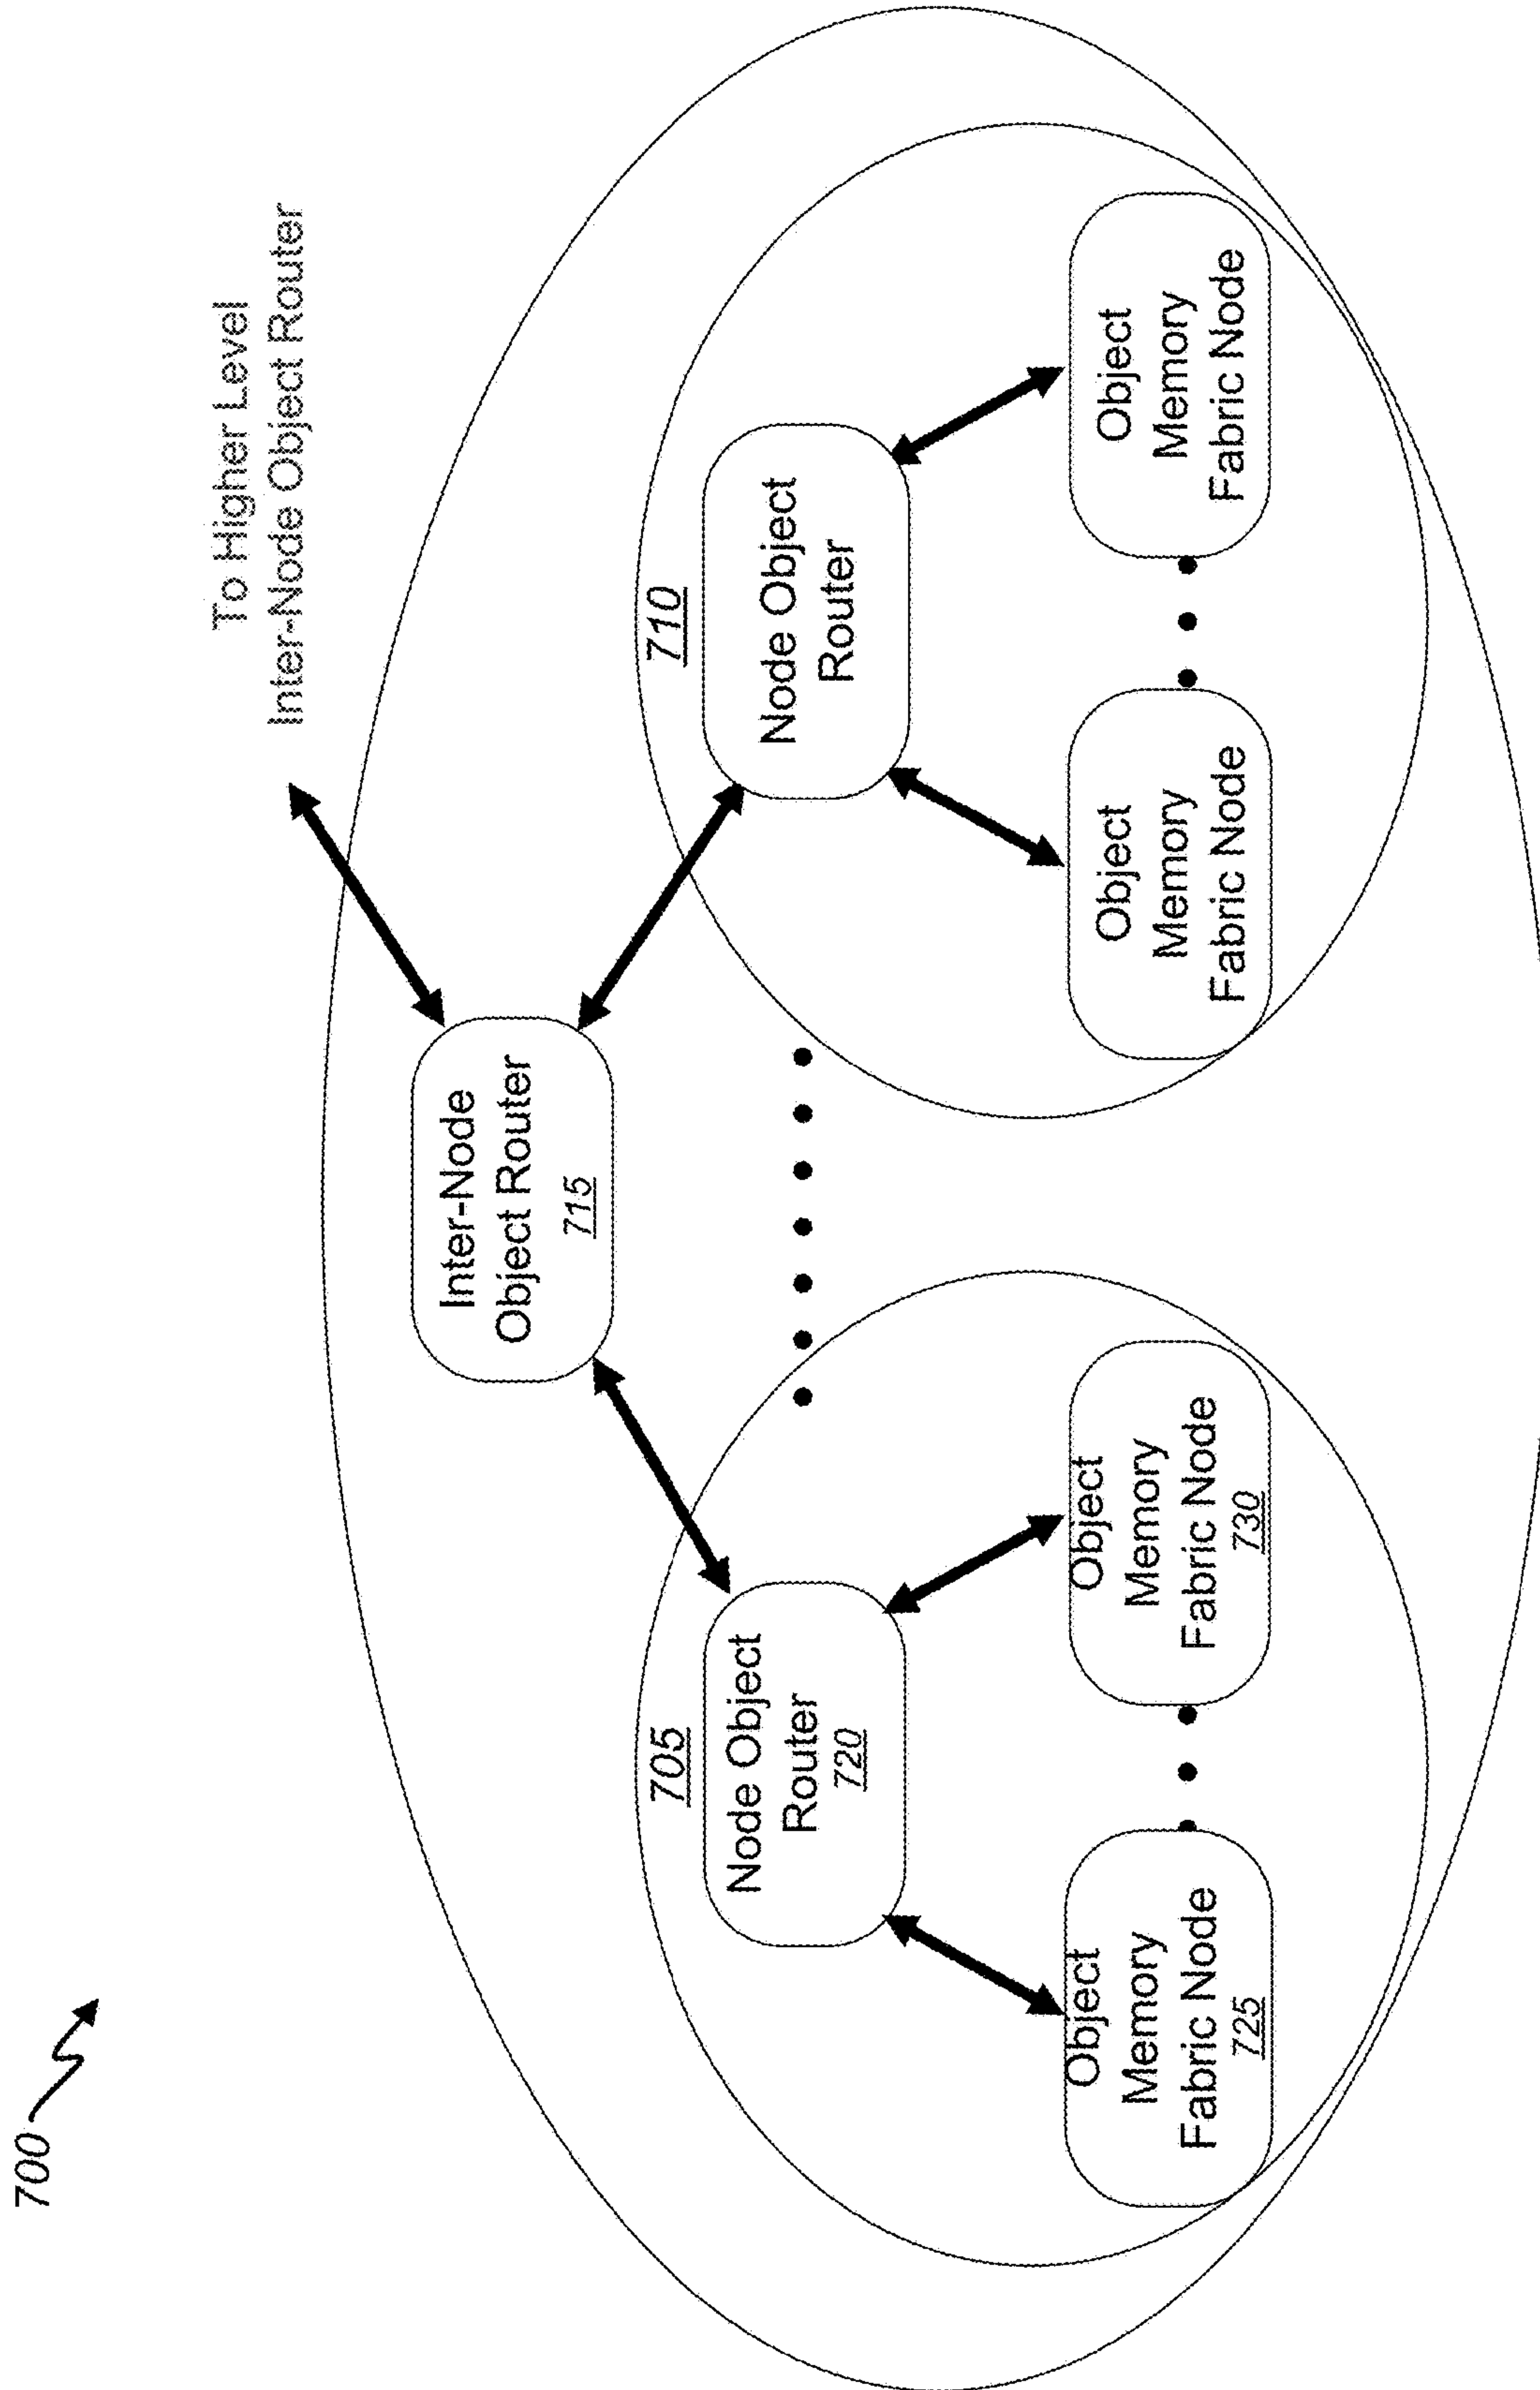 700
To Higher Level
Inter-Node Object Router
Inter-Node
Object Router
715
705
Node Object
Router
720
710
Node Object
Router
Object
Memory
Fabric Node
725
Object
Memory
Fabric Node
730
Object
Memory
Fabric Node
Object
Memory
Fabric Node